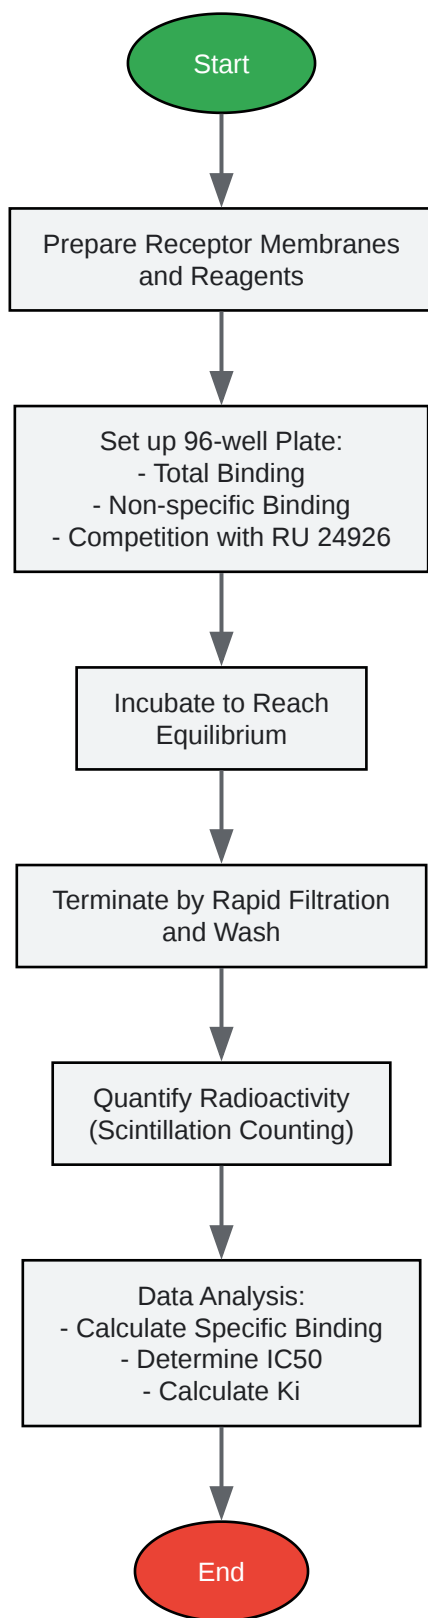 Start
Prepare Receptor Membranes
and Reagents
Set up 96-well Plate:
- Total Binding
- Non-specific Binding
- Competition with RU 24926
Incubate to Reach
Equilibrium
Terminate by Rapid Filtration
and Wash
Quantify Radioactivity
(Scintillation Counting)
Data Analysis:
- Calculate Specific Binding
- Determine IC50
- Calculate Ki
End